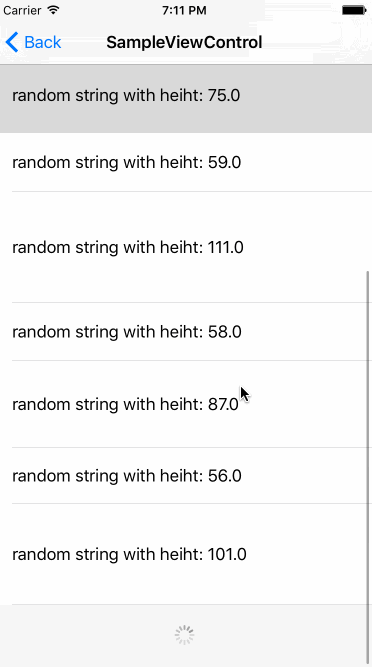 Carrier 7:11 PM
Back SampleViewControl
random string with heiht: 75.0
random string with heiht: 59.0
random string with heiht: 111.0
random string with heiht: 58.0
random string with heiht: 87.0
random string with heiht: 56.0
random string with heiht: 101.0